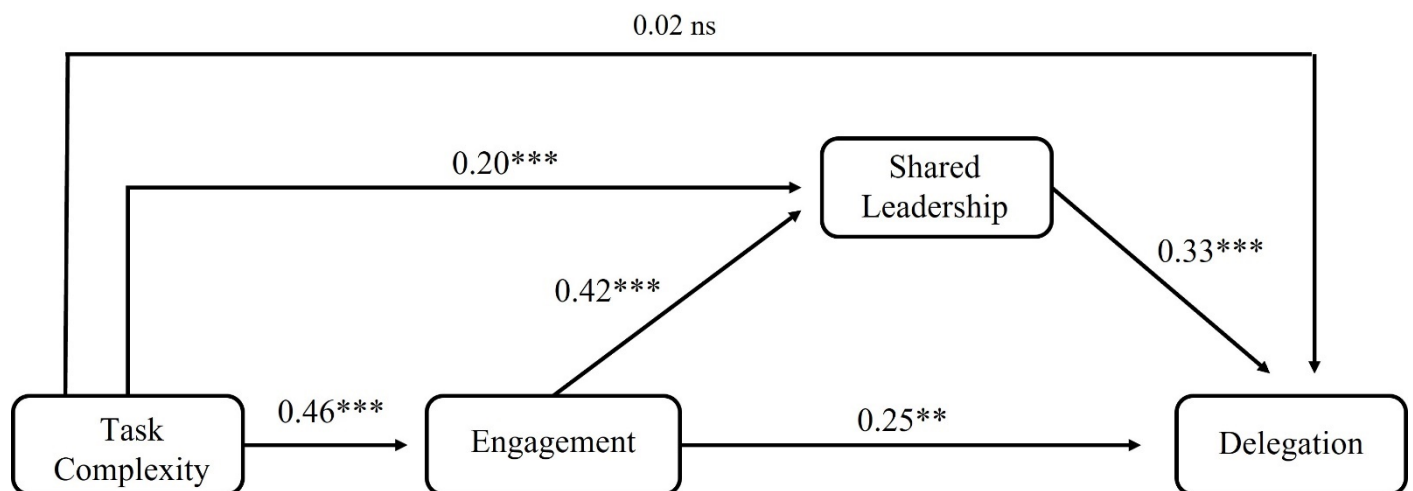 0.02 ns
0.20***
Shared
Leadership
0.33***
0.42***
0.46***
0.25**
Task
Complexity
Engagement
Delegation